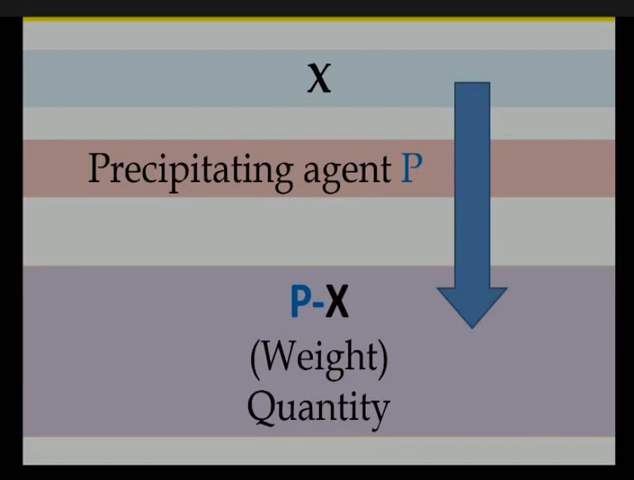 X
Precipitating agent P
P-X
(Weight)
Quantity